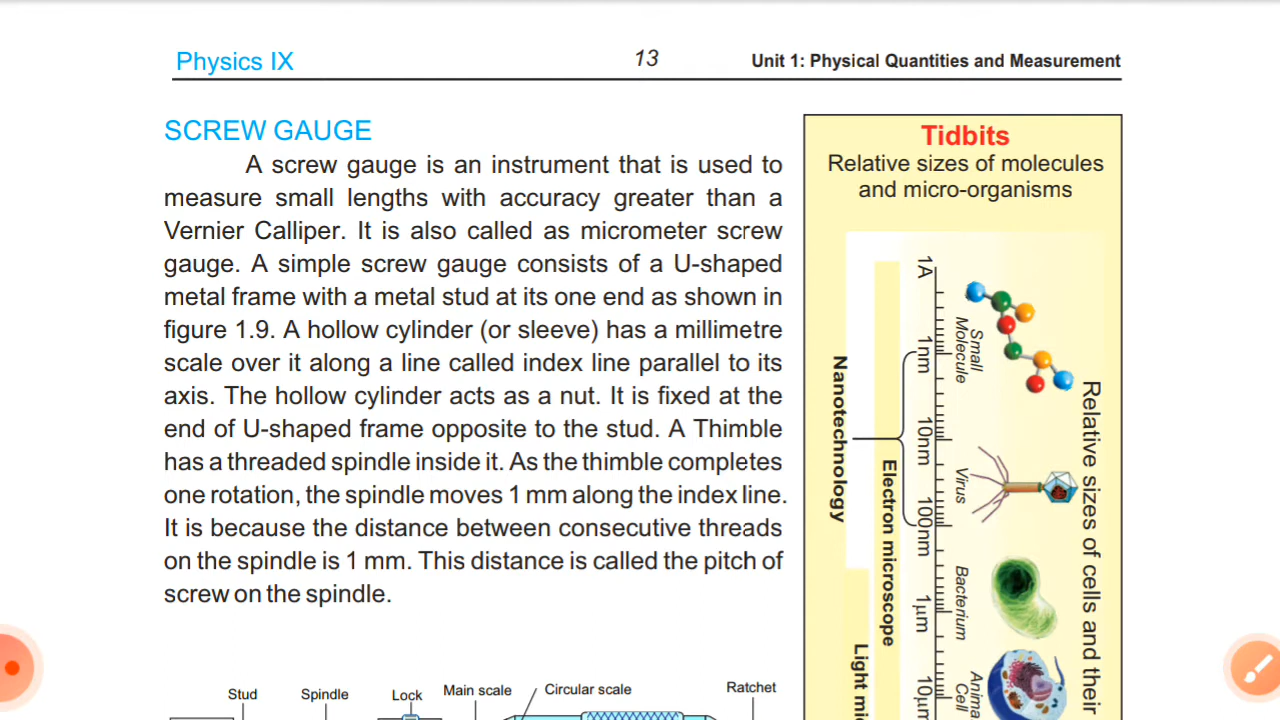 Physics IX
13
Unit 1: Physical Quantities and Measurement
SCREW GAUGE
A screw gauge is an instrument that is used to
measure small lengths with accuracy greater than a
Vernier Calliper. It is also called as micrometer screw
gauge. A simple screw gauge consists of a U-shaped
metal frame with a metal stud at its one end as shown in
figure 1.9. A hollow cylinder (or sleeve) has a millimetre
scale over it along a line called index line parallel to its
axis. The hollow cylinder acts as a nut. It is fixed at the
end of U-shaped frame opposite to the stud. A Thimble
has a threaded spindle inside it. As the thimble completes
one rotation, the spindle moves 1 mm along the index line.
It is because the distance between consecutive threads
on the spindle is 1 mm. This distance is called the pitch of
screw on the spindle.
Stud
Spindle
Lock
Main scale
Circular scale
Ratchet
Tidbits
Relative sizes of molecules
and micro-organisms
Relative sizes of cells and their
Small
Molecule
Virus
Bacterium
Anima
Cell
1A
1nm
10nm
100nm
1μm
10μm
Electron microscope
Light mi
Nanotechnology